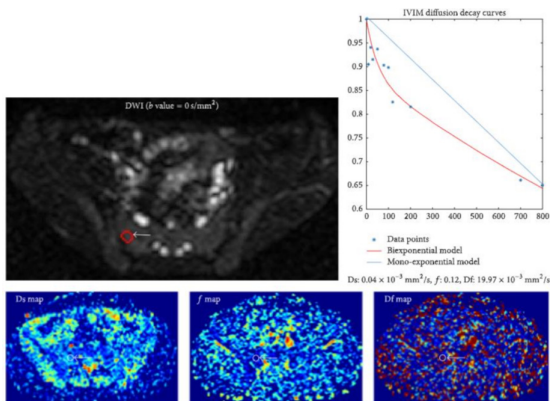 IVIM diffusion decay curves
1
0.95
0.9
0.85
0.8
0.75
0.7
0.65
0.6
0 100 200 300 400 500 600 700 800
DWI (b value = 0 s/mm²)
Data points
Biexponential model
Mono-exponential model
Ds: 0.04 × 10⁻³ mm²/s, f: 0.12, Df: 19.97 × 10⁻³ mm²/s
Ds map
f map
Df map